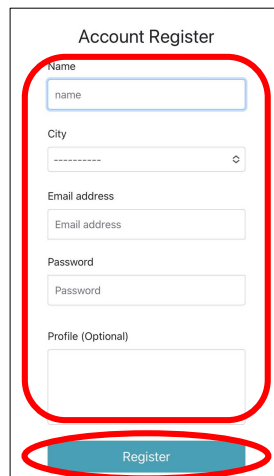 Account Register
Name
name
City
----------
Email address
Email address
Password
Password
Profile (Optional)
Register